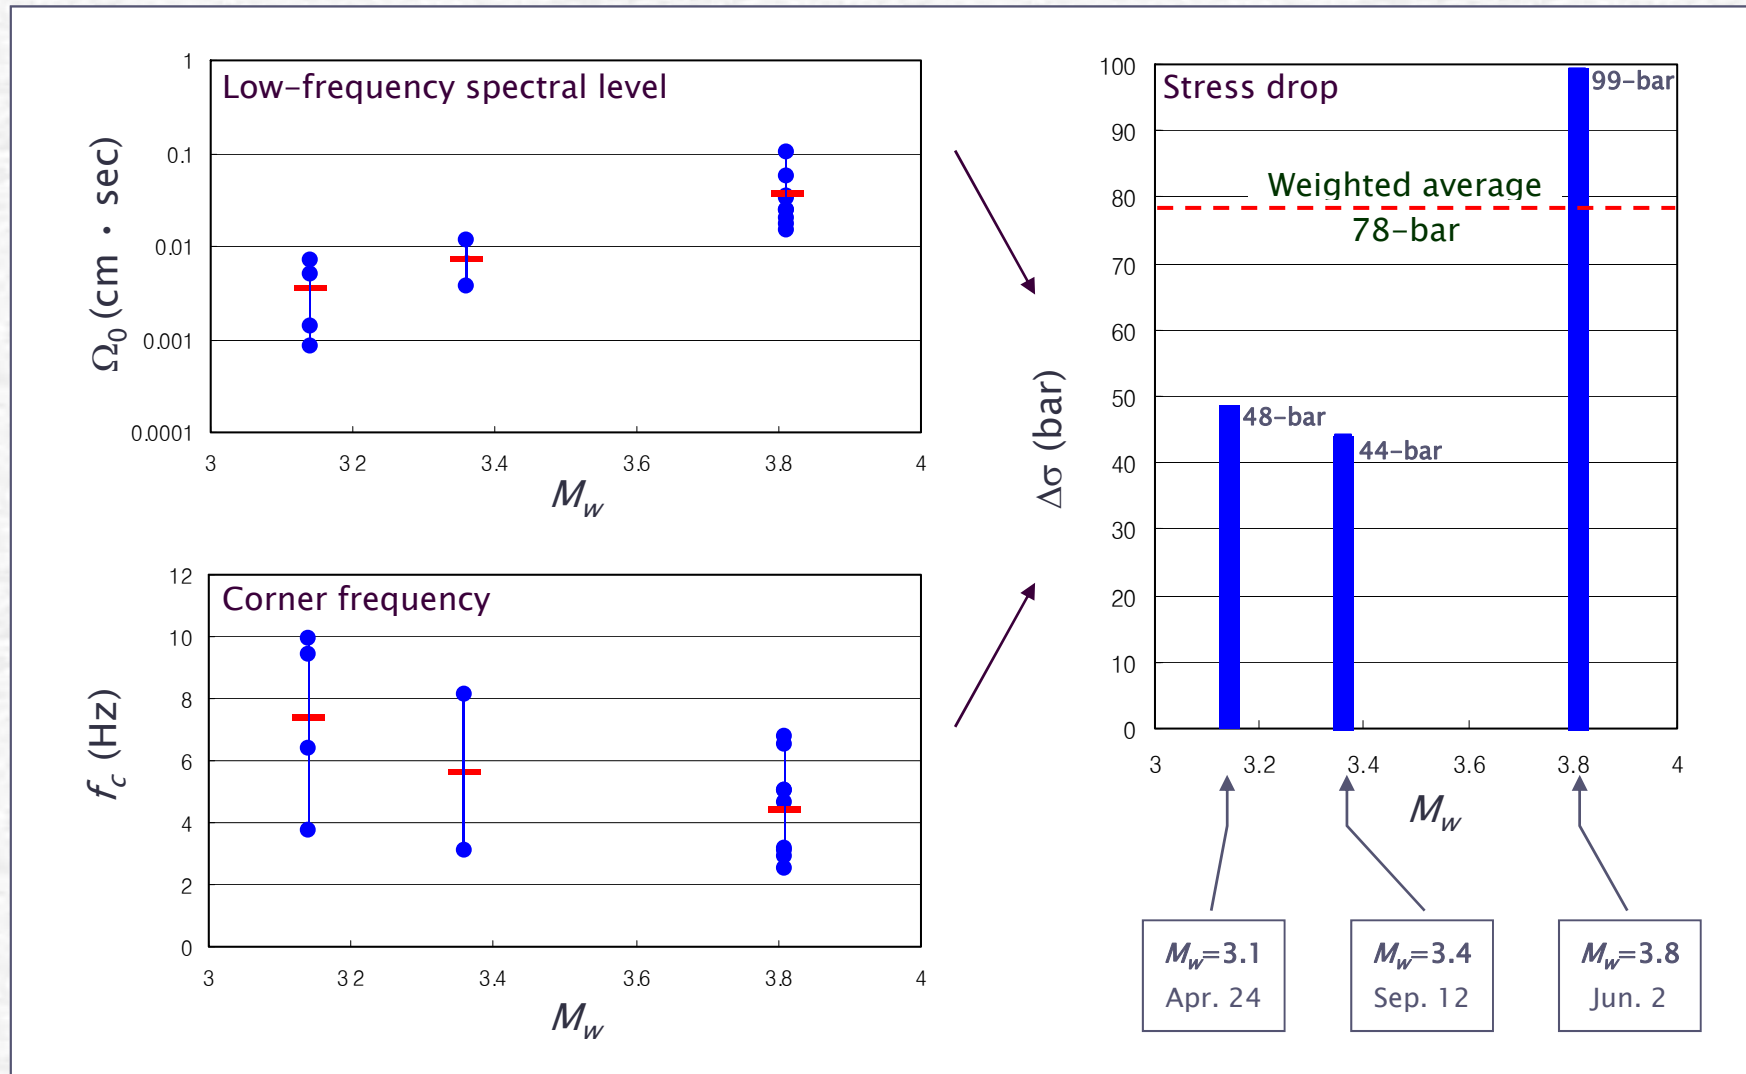 Low-frequency spectral level
1
0.1
0.01
0.001
0.0001
Ω0 (cm · sec)
3
3.2
3.4
3.6
3.8
4
Mw
Corner frequency
12
10
8
6
4
2
0
fc (Hz)
3
3.2
3.4
3.6
3.8
4
Mw
Stress drop
100
90
80
70
60
50
40
30
20
10
0
Δσ (bar)
99-bar
Weighted average
78-bar
48-bar
44-bar
3
3.2
3.4
3.6
3.8
4
Mw
Mw=3.1
Apr. 24
Mw=3.4
Sep. 12
Mw=3.8
Jun. 2